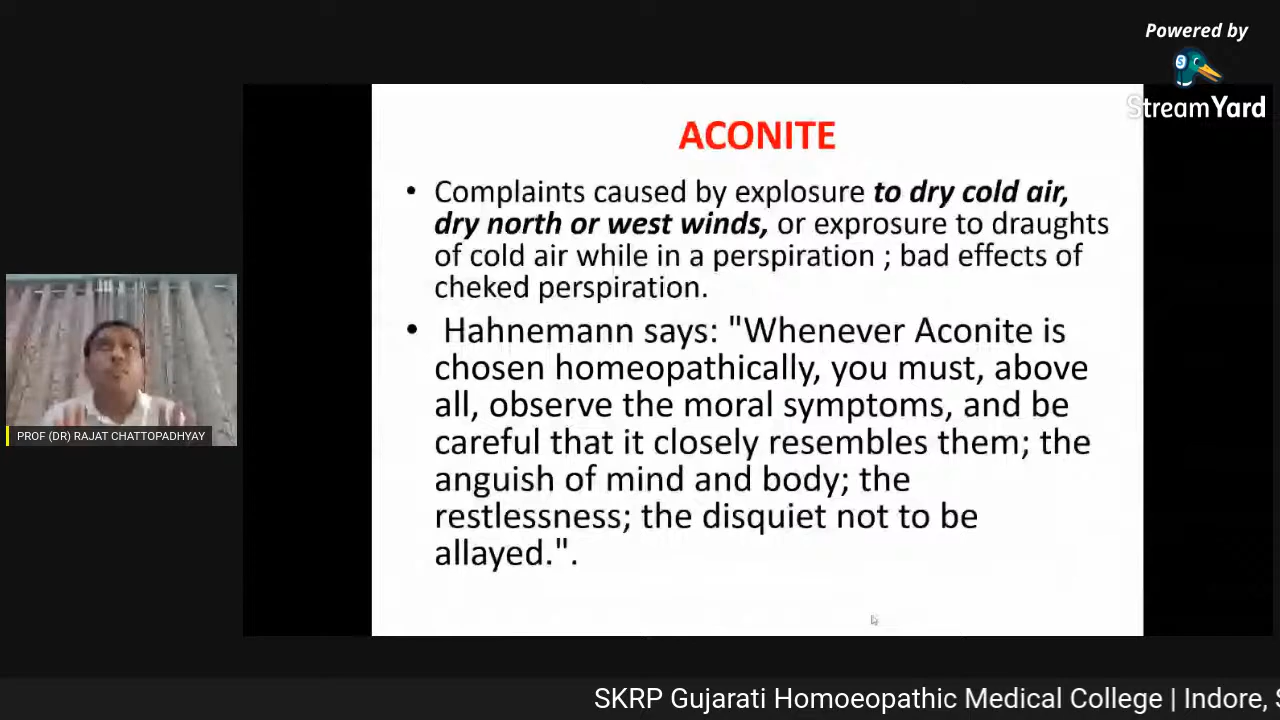 Powered by
StreamYard
ACONITE
• Complaints caused by explosure to dry cold air,
dry north or west winds, or exprosure to draughts
of cold air while in a perspiration ; bad effects of
cheked perspiration.
• Hahnemann says: "Whenever Aconite is
chosen homeopathically, you must, above
all, observe the moral symptoms, and be
careful that it closely resembles them; the
anguish of mind and body; the
restlessness; the disquiet not to be
allayed.".
PROF (DR) RAJAT CHATTOPADHYAY
SKRP Gujarati Homoeopathic Medical College | Indore,